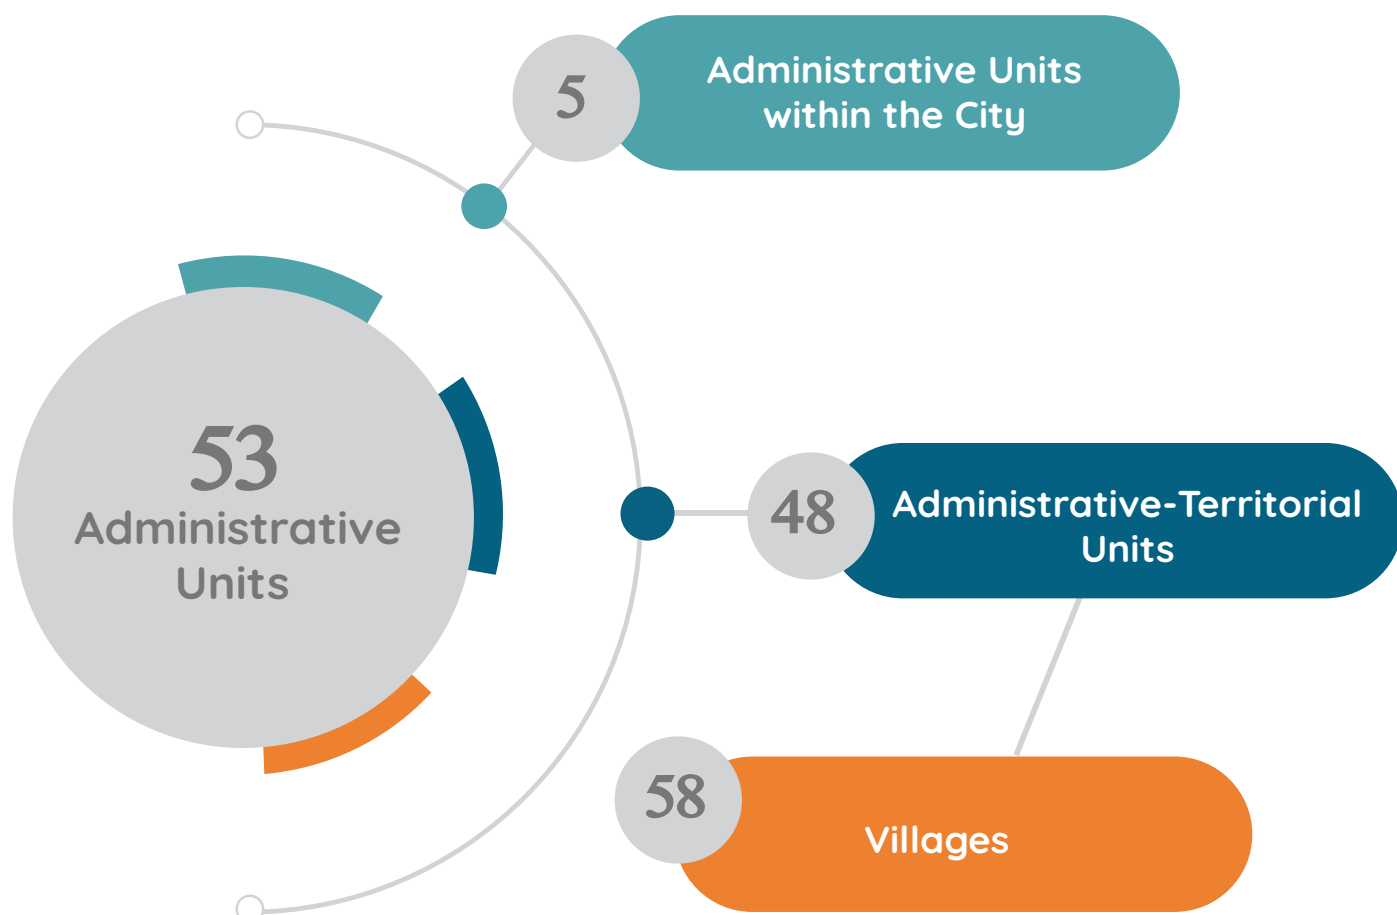 5
Administrative Units
within the City
53
Administrative
Units
48
Administrative-Territorial
Units
58
Villages